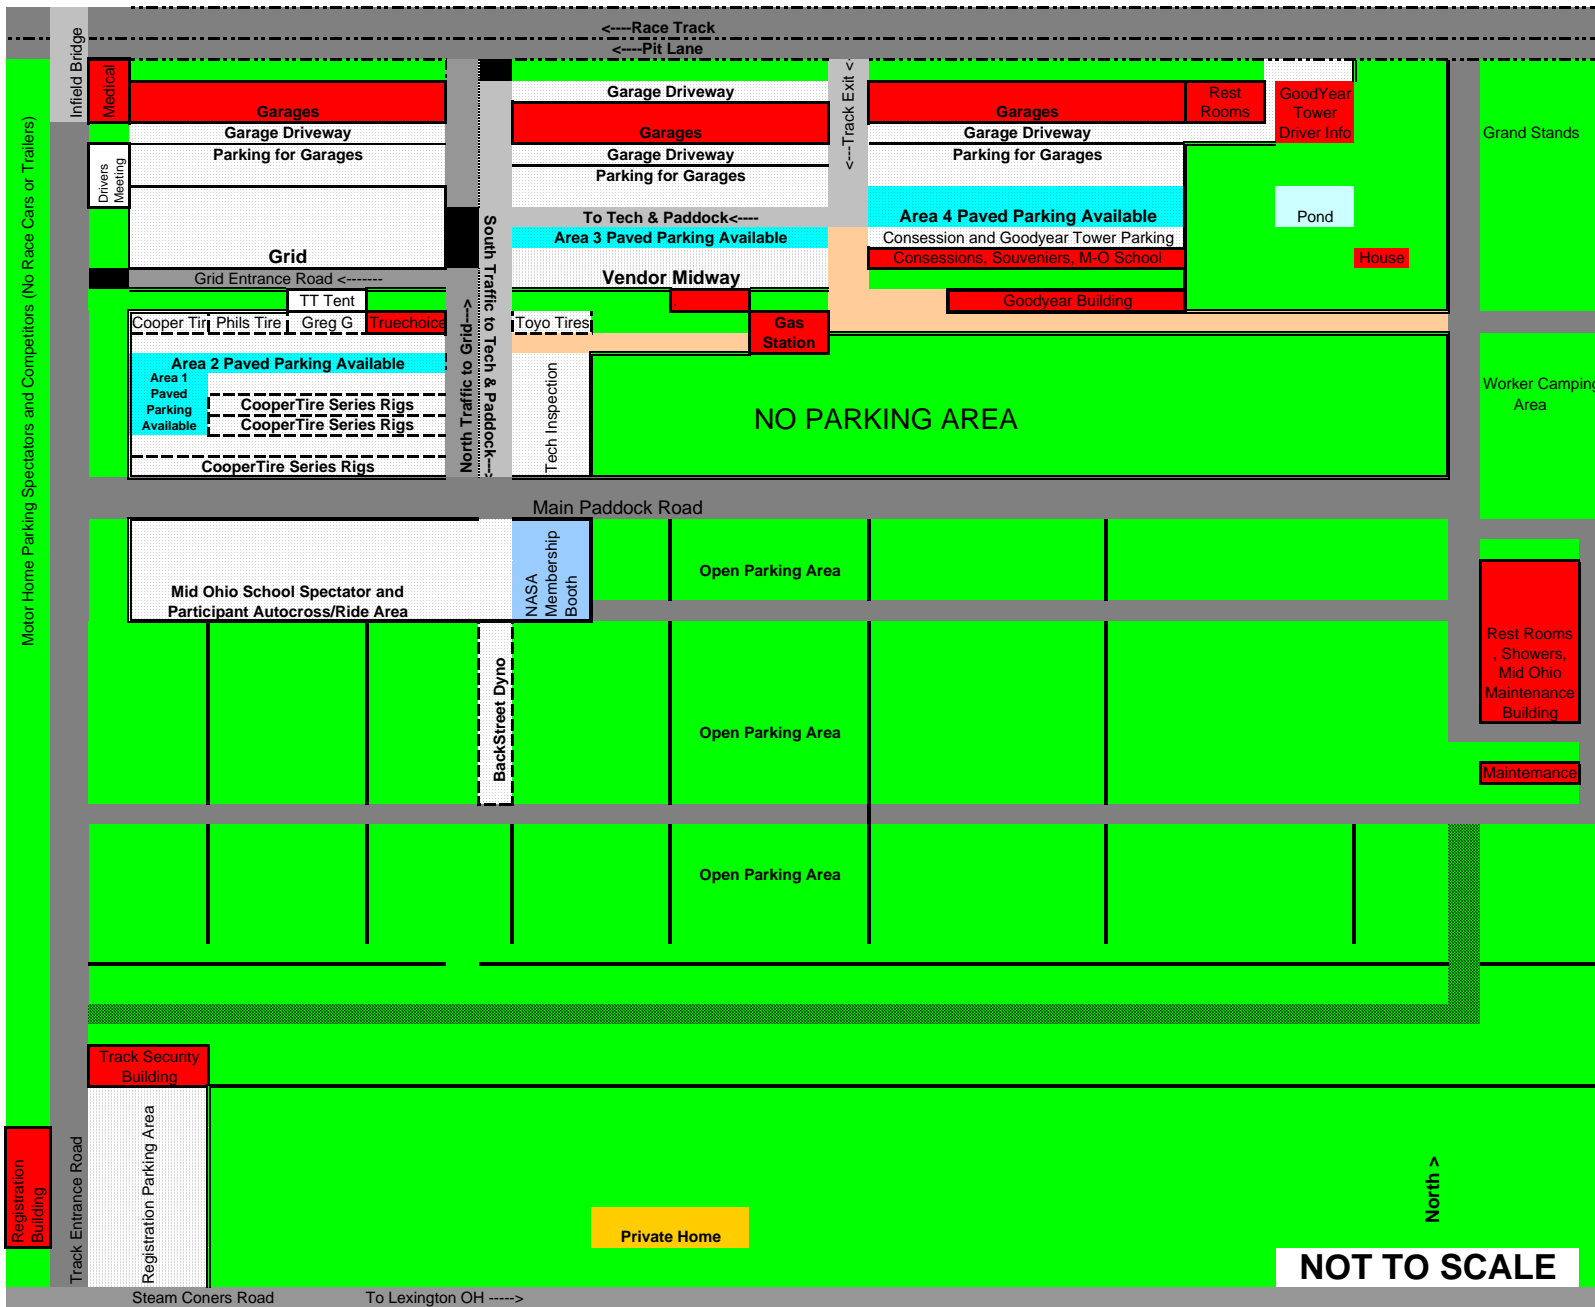 <----Race Track
<----Pit Lane
Infield Bridge
Medical
Garages
Garage Driveway
Parking for Garages
Drivers
Meeting
Grid
Grid Entrance Road <-------
Garage Driveway
Garages
Garage Driveway
Parking for Garages
To Tech & Paddock<----
Area 3 Paved Parking Available
Vendor Midway
<---Track Exit <-
Garages
Rest
Rooms
Garage Driveway
Parking for Garages
Area 4 Paved Parking Available
Consession and Goodyear Tower Parking
Consessions, Souveniers, M-O School
Goodyear Building
GoodYear
Tower
Driver Info
Pond
House
Grand Stands
Motor Home Parking Spectators and Competitors (No Race Cars or Trailers)
TT Tent
Cooper Tir
Phils Tire
Greg G
Truechoice
Toyo Tires
Gas
Station
Area 2 Paved Parking Available
Area 1
Paved
Parking
Available
CooperTire Series Rigs
CooperTire Series Rigs
CooperTire Series Rigs
North Traffic to Grid--->
South Traffic to Tech & Paddock--->
Tech Inspection
NO PARKING AREA
Worker Camping
Area
Main Paddock Road
Mid Ohio School Spectator and
Participant Autocross/Ride Area
NASA
Membership
Booth
Open Parking Area
BackStreet Dyno
Open Parking Area
Rest Rooms
, Showers,
Mid Ohio
Maintenance
Building
Maintemance
Open Parking Area
Track Security
Building
Registration
Building
Track Entrance Road
Registration Parking Area
Private Home
North >
NOT TO SCALE
Steam Coners Road
To Lexington OH ----->